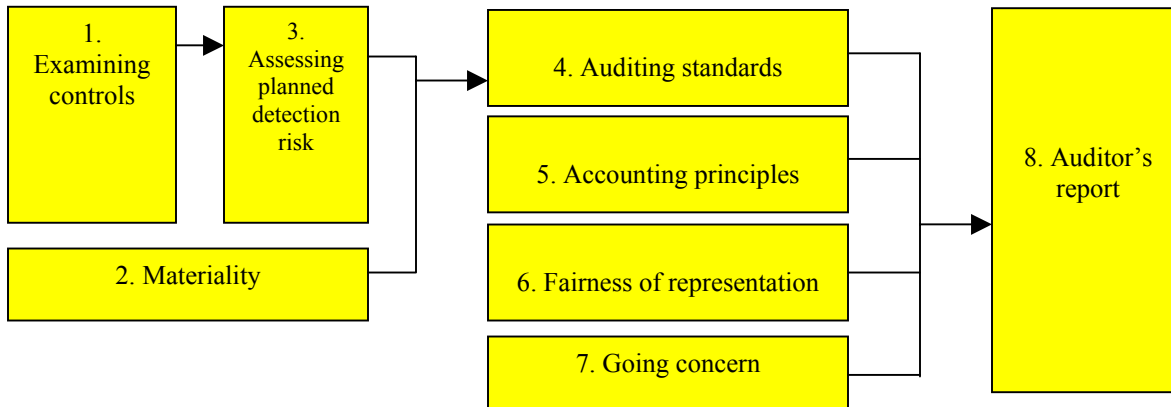 1.
Examining
controls
2. Materiality
3.
Assessing
planned
detection
risk
4. Auditing standards
5. Accounting principles
6. Fairness of representation
7. Going concern
8. Auditor’s
report